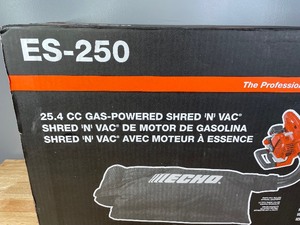 ES-250
The Professiona
25.4 CC GAS-POWERED SHRED 'N' VAC®
SHRED 'N' VAC® DE MOTOR DE GASOLINA
SHRED 'N' VAC® AVEC MOTEUR À ESSENCE
ECHO